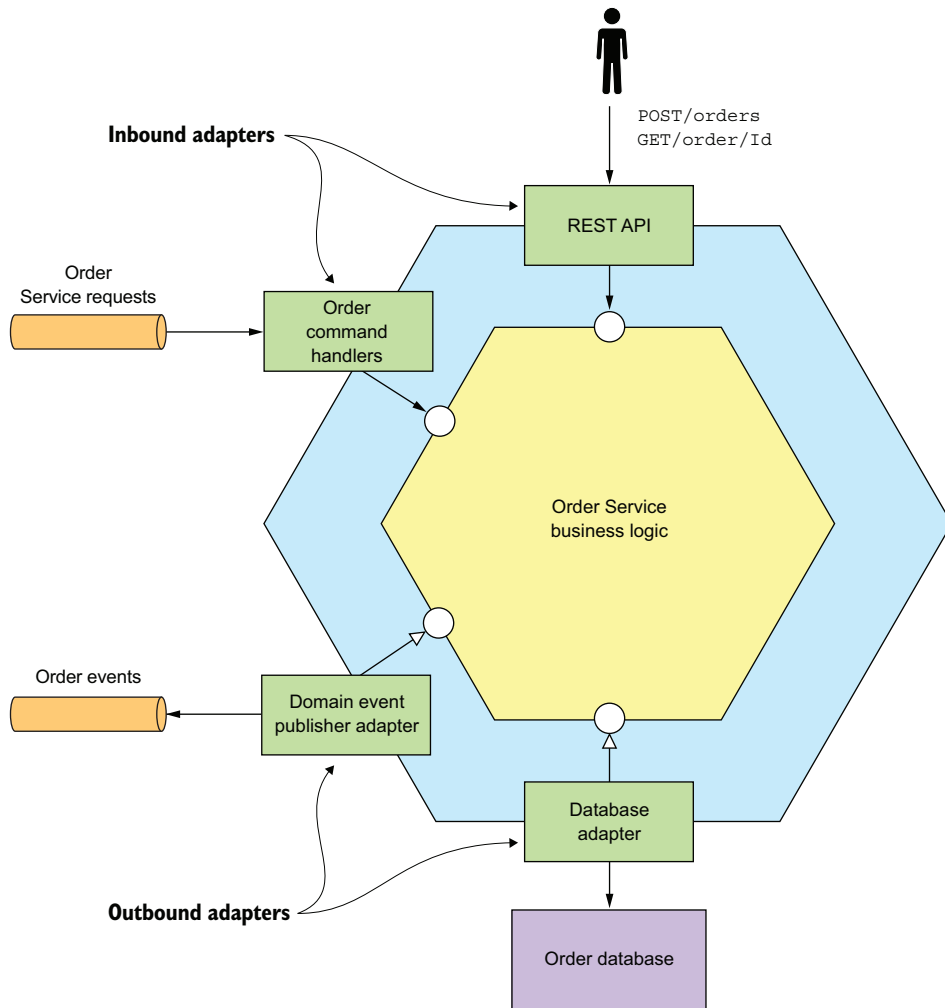 POST/orders
GET/order/Id
Inbound adapters
REST API
Order
Service requests
Order
command
handlers
Order Service
business logic
Order events
Domain event
publisher adapter
Database
adapter
Outbound adapters
Order database